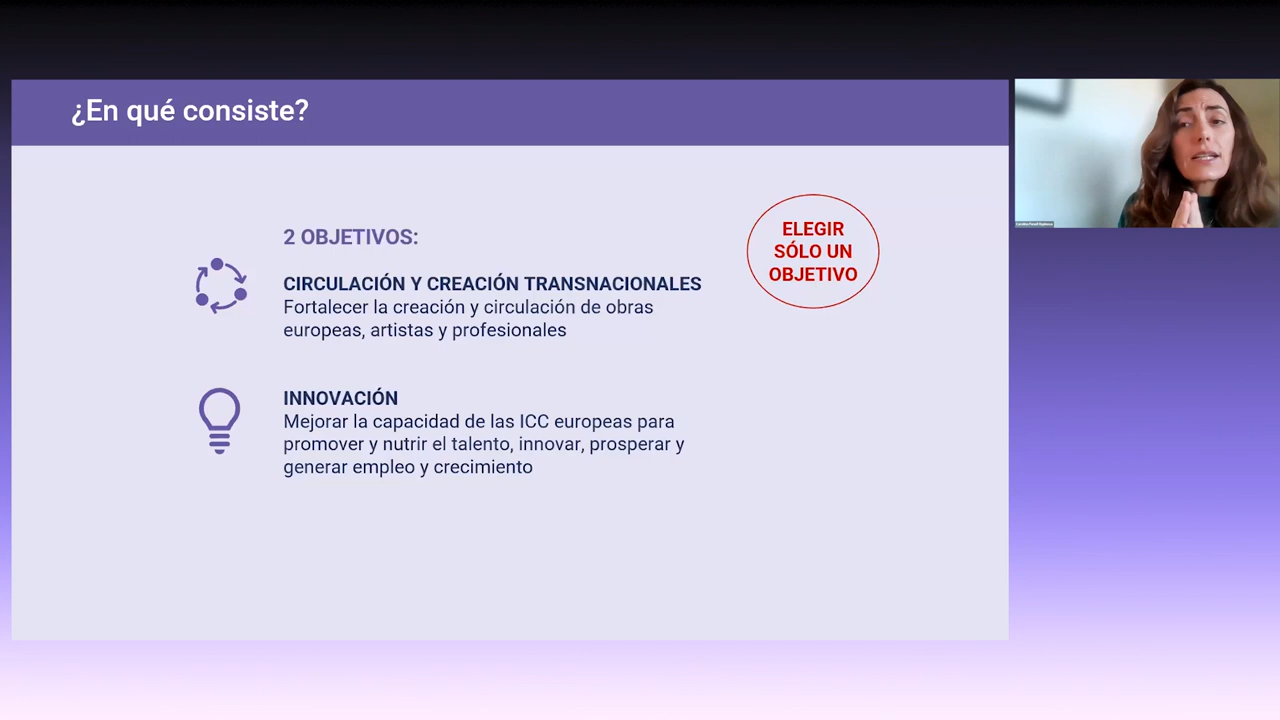 ¿En qué consiste?
2 OBJETIVOS:
CIRCULACIÓN Y CREACIÓN TRANSNACIONALES
Fortalecer la creación y circulación de obras
europeas, artistas y profesionales
INNOVACIÓN
Mejorar la capacidad de las ICC europeas para
promover y nutrir el talento, innovar, prosperar y
generar empleo y crecimiento
ELEGIR
SÓLO UN
OBJETIVO